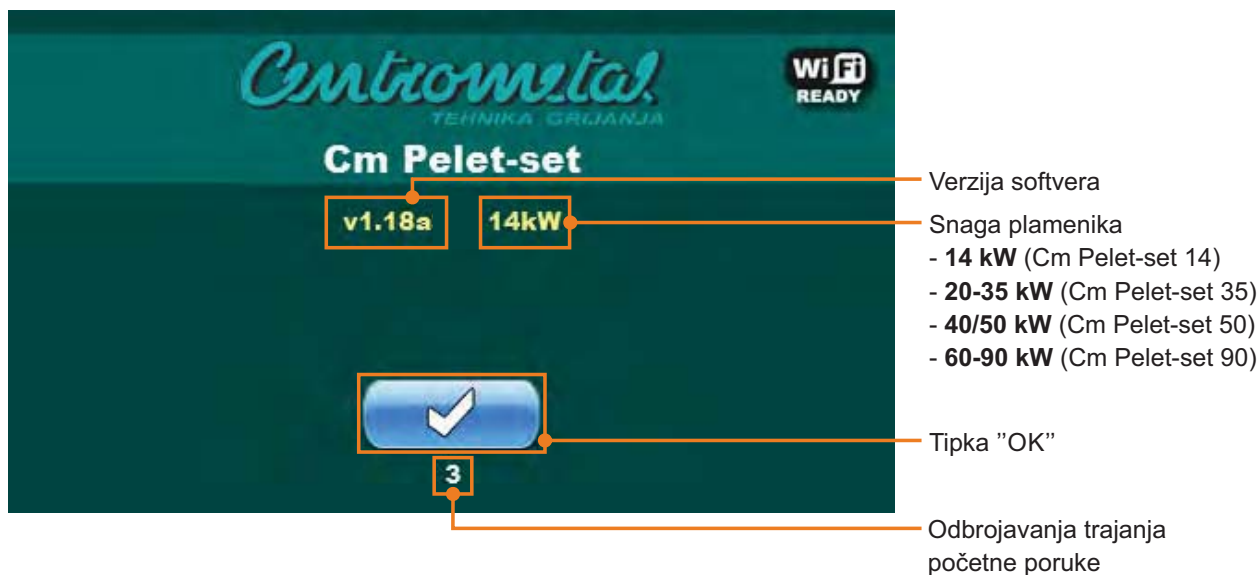 Centrometal
TEHNIKA GRIJANJA
WiFi
READY
Cm Pelet-set
v1.18a
14kW
3
Verzija softvera
Snaga plamenika
- 14 kW (Cm Pelet-set 14)
- 20-35 kW (Cm Pelet-set 35)
- 40/50 kW (Cm Pelet-set 50)
- 60-90 kW (Cm Pelet-set 90)
Tipka ’’OK’’
Odbrojavanja trajanja
početne poruke